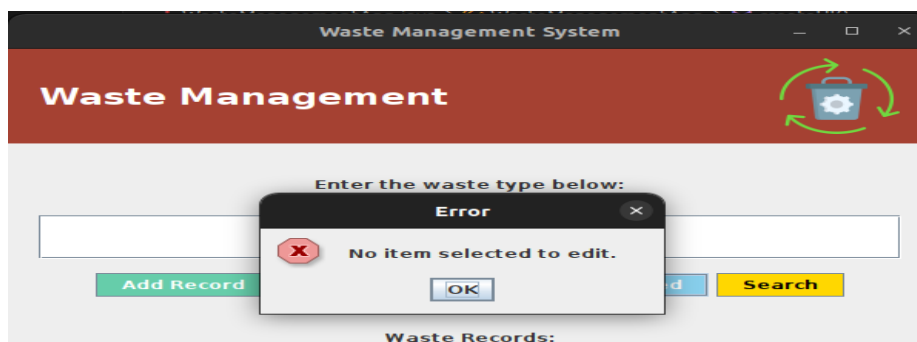 Waste Management System
Waste Management
Enter the waste type below:
Error
No item selected to edit.
OK
Add Record
Search
Waste Records: